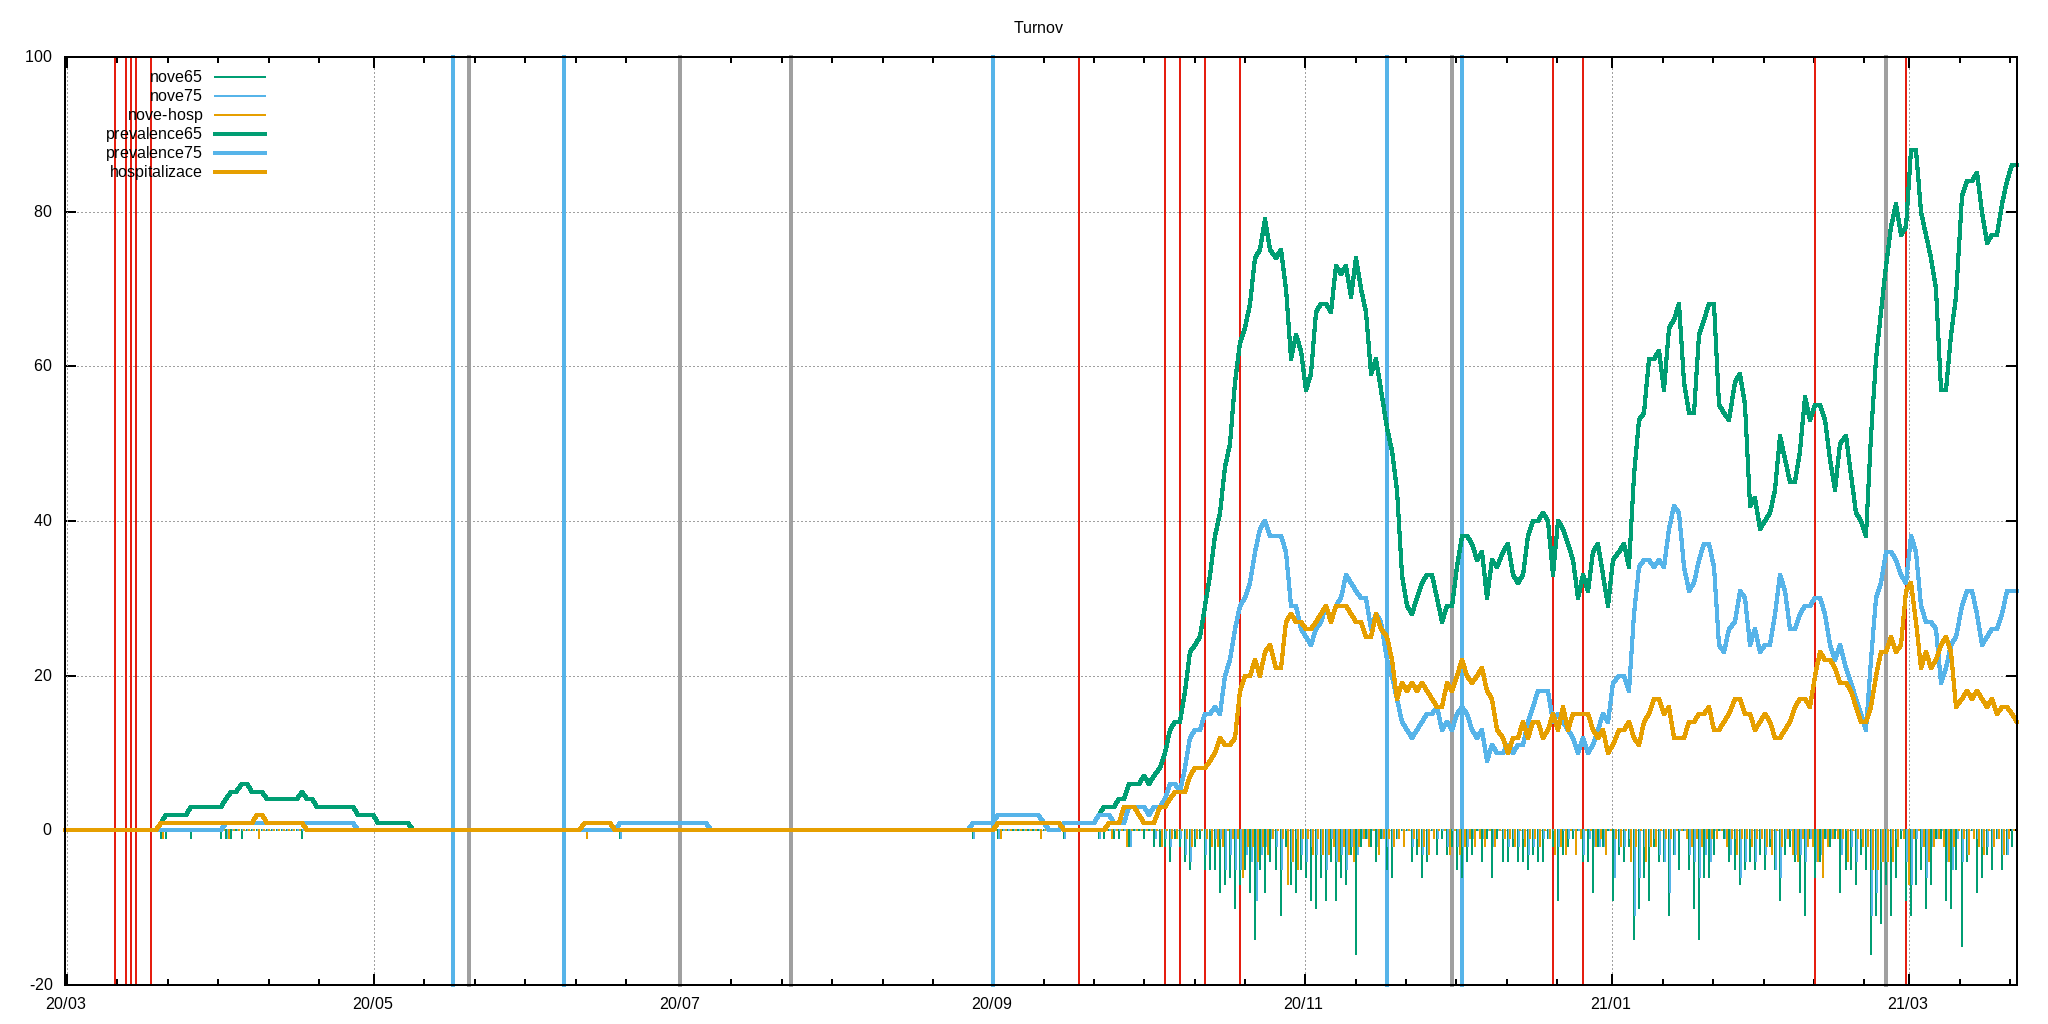 Turnov
100
nove65
nove75
nove-hosp
prevalence65
prevalence75
hospitalizace
80
60
40
20
0
-20
20/03 20/05 20/07 20/09 20/11 21/01 21/03